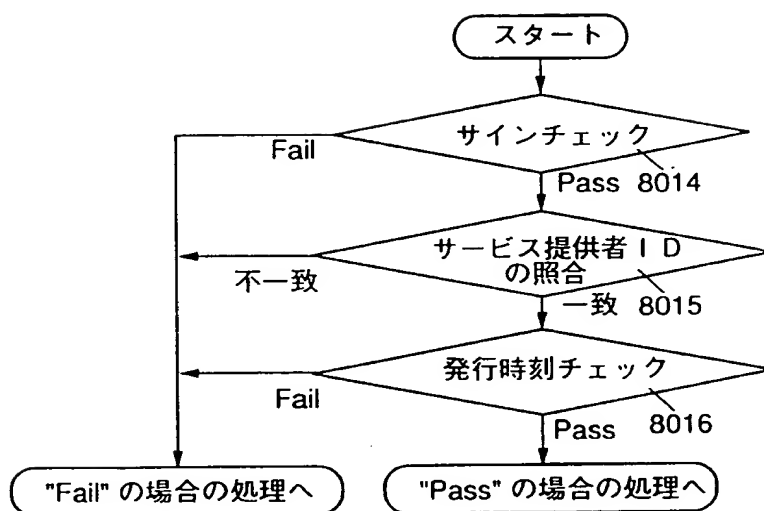 スタート
サインチェック
Fail
Pass 8014
サービス提供者ID
の照合
不一致
一致 8015
発行時刻チェック
Fail
8016
Pass
"Fail" の場合の処理へ
"Pass" の場合の処理へ